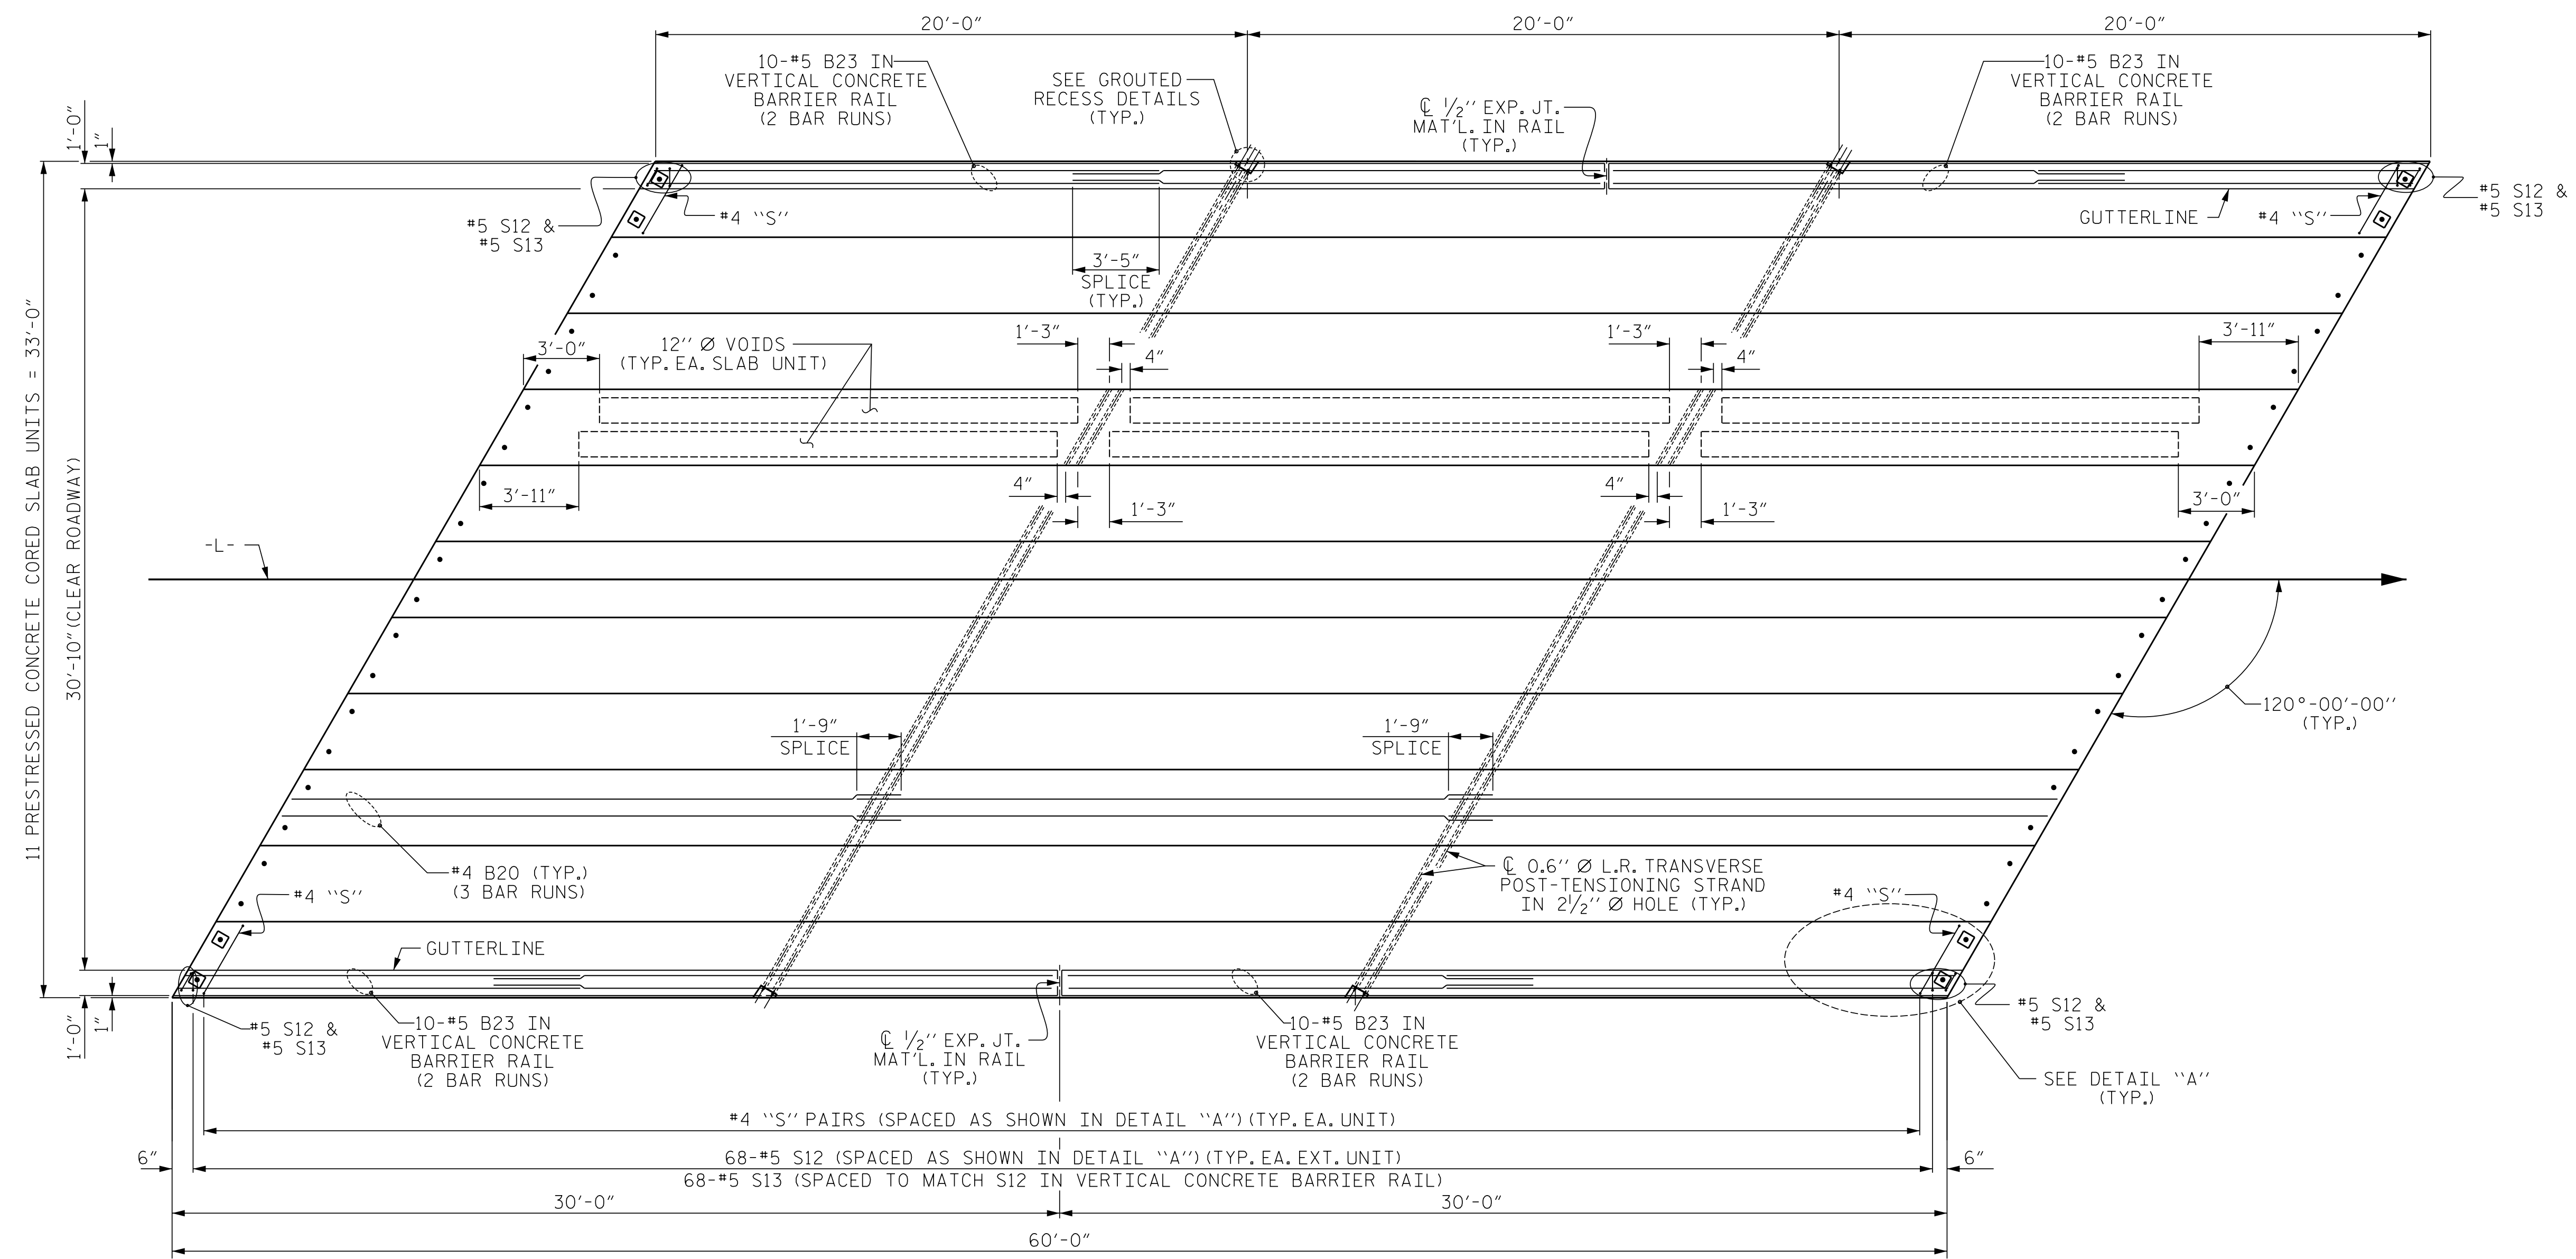 20'-0"
20'-0"
20'-0"
10-#5 B23 IN
VERTICAL CONCRETE
BARRIER RAIL
(2 BAR RUNS)
SEE GROUTED
RECESS DETAILS
(TYP.)
℄ 1/2" EXP. JT.
MAT'L. IN RAIL
(TYP.)
10-#5 B23 IN
VERTICAL CONCRETE
BARRIER RAIL
(2 BAR RUNS)
1'-0"
1"
#5 S12 &
#5 S13
#4 "S"
GUTTERLINE
#4 "S"
#5 S12 &
#5 S13
3'-5"
SPLICE
(TYP.)
11 PRESTRESSED CONCRETE CORED SLAB UNITS = 33'-0"
30'-10" (CLEAR ROADWAY)
3'-0"
12" Ø VOIDS
(TYP. EA. SLAB UNIT)
1'-3"
4"
1'-3"
4"
3'-11"
3'-11"
4"
1'-3"
4"
1'-3"
3'-0"
-L-
120°-00'-00"
(TYP.)
1'-9"
SPLICE
1'-9"
SPLICE
#4 B20 (TYP.)
(3 BAR RUNS)
℄ 0.6" Ø L.R. TRANSVERSE
POST-TENSIONING STRAND
IN 2 1/2" Ø HOLE (TYP.)
#4 "S"
#4 "S"
GUTTERLINE
1'-0"
1"
#5 S12 &
#5 S13
10-#5 B23 IN
VERTICAL CONCRETE
BARRIER RAIL
(2 BAR RUNS)
℄ 1/2" EXP. JT.
MAT'L. IN RAIL
(TYP.)
10-#5 B23 IN
VERTICAL CONCRETE
BARRIER RAIL
(2 BAR RUNS)
#5 S12 &
#5 S13
SEE DETAIL "A"
(TYP.)
#4 "S" PAIRS (SPACED AS SHOWN IN DETAIL "A") (TYP. EA. UNIT)
6"
68-#5 S12 (SPACED AS SHOWN IN DETAIL "A") (TYP. EA. EXT. UNIT)
6"
68-#5 S13 (SPACED TO MATCH S12 IN VERTICAL CONCRETE BARRIER RAIL)
30'-0"
30'-0"
60'-0"